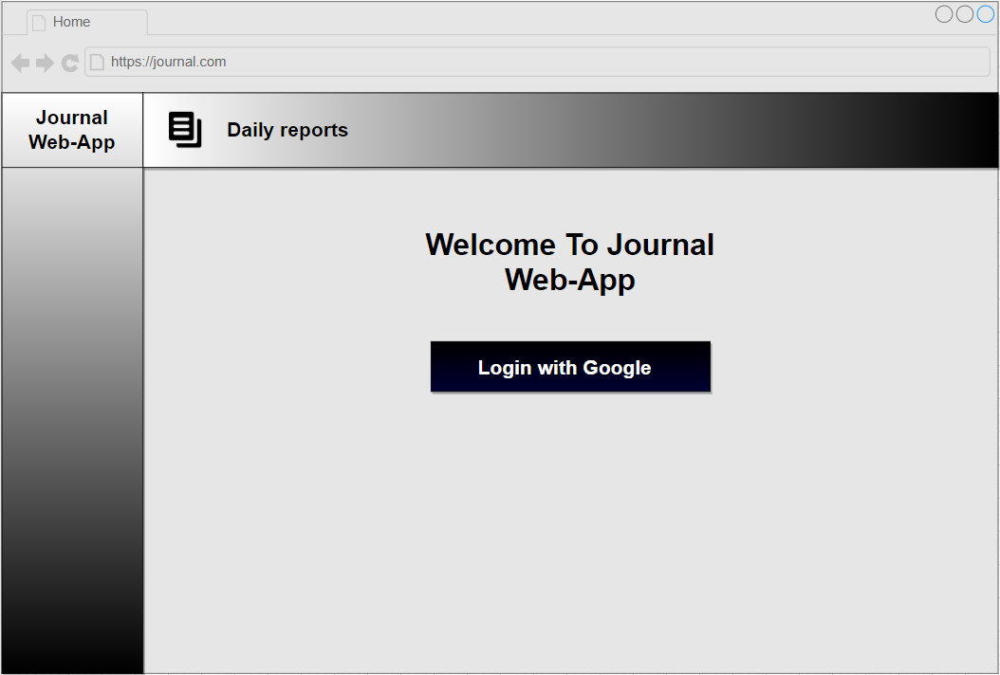 Home
https://journal.com
Journal
Web-App
Daily reports
Welcome To Journal
Web-App
Login with Google